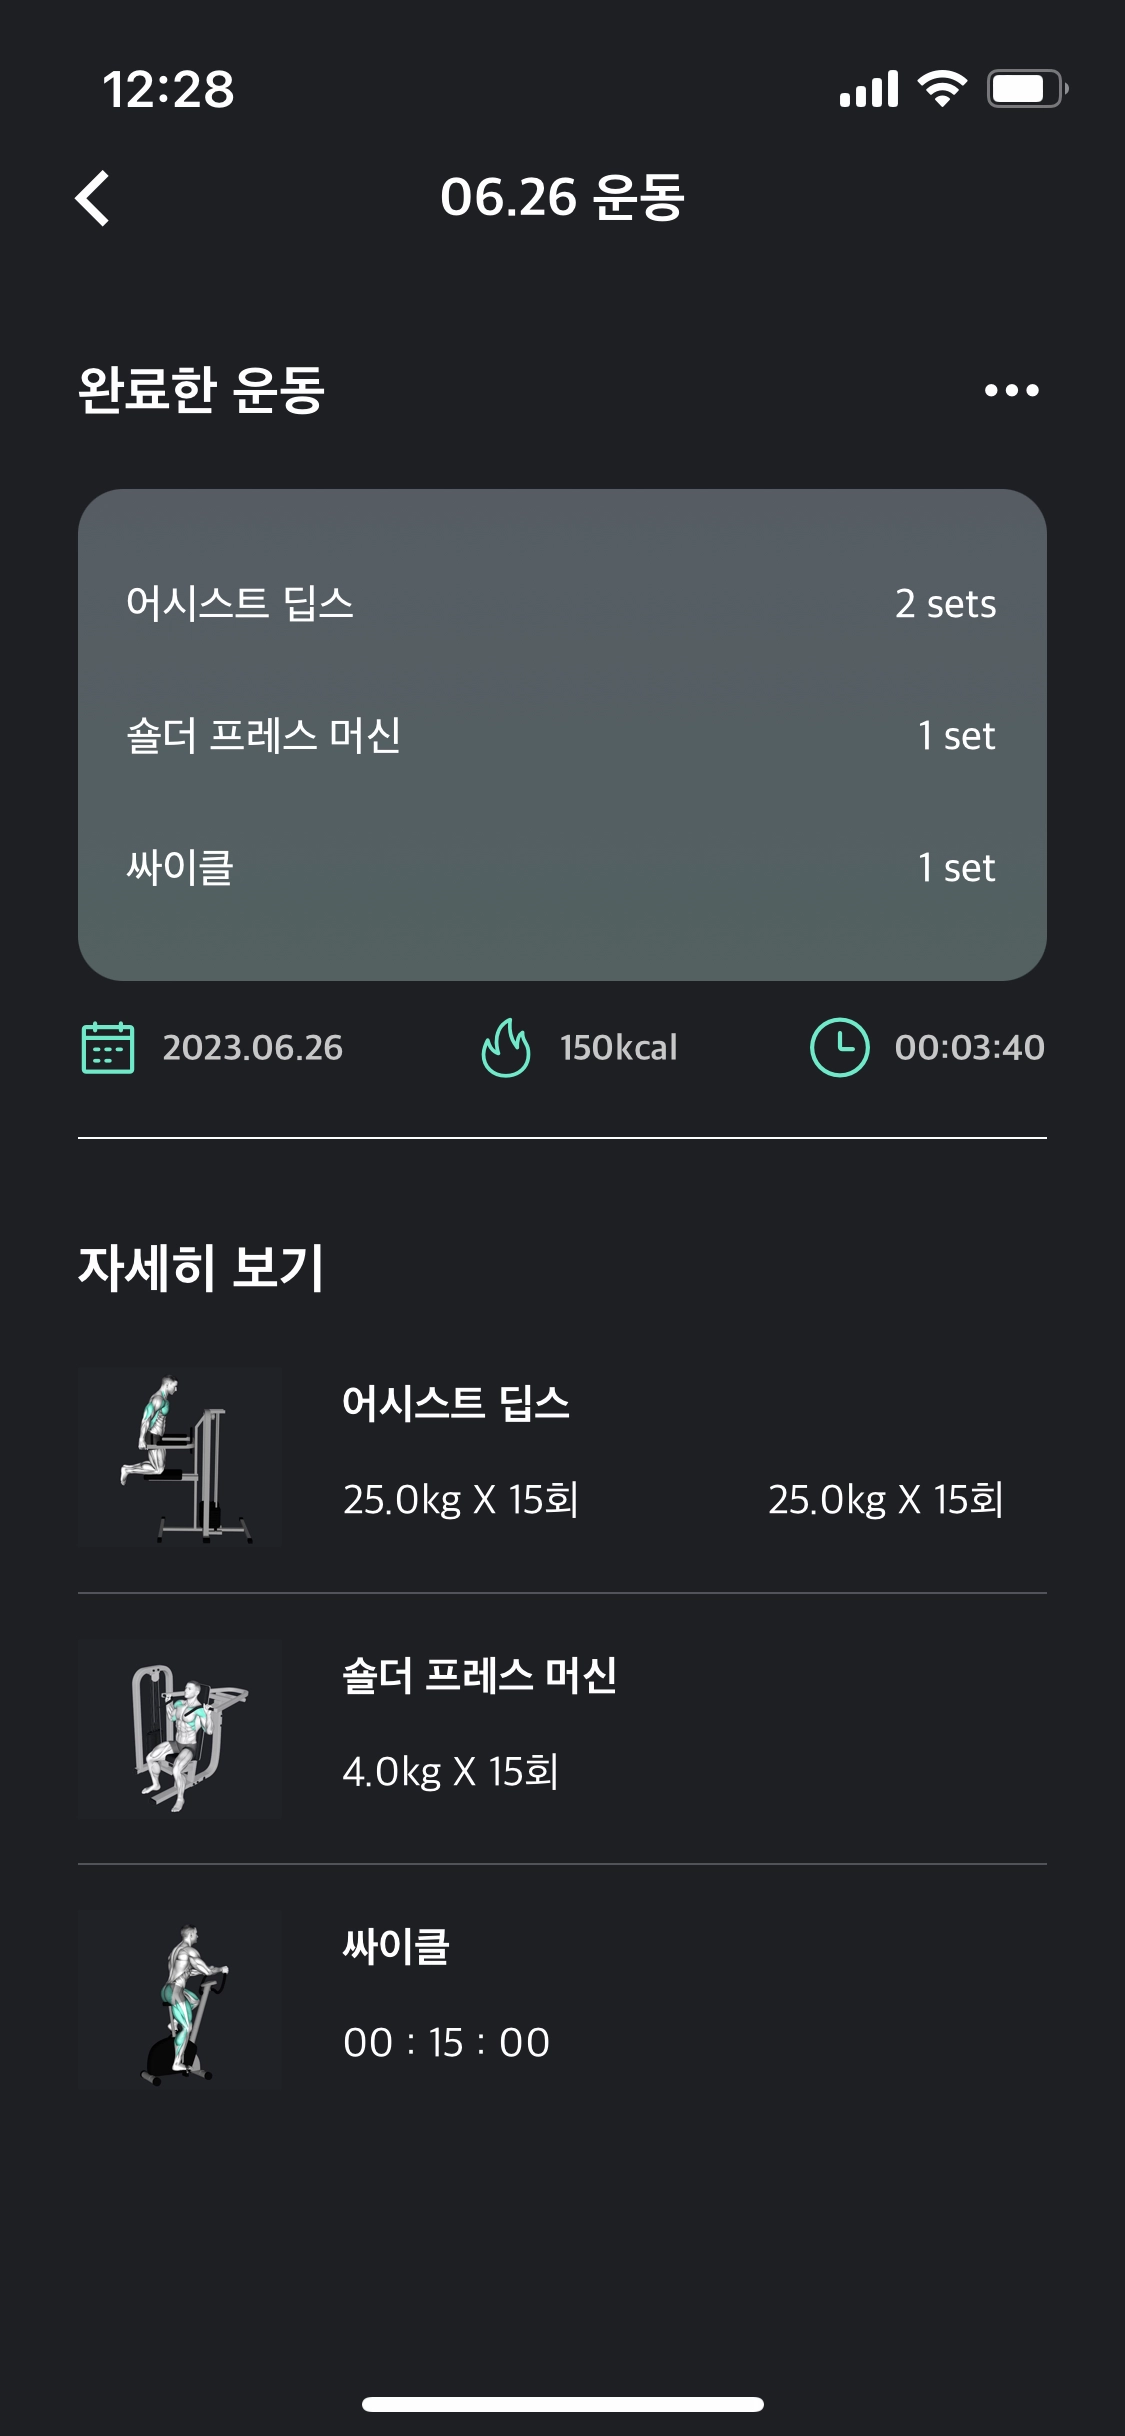 12:28
06.26 운동
완료한 운동
어시스트 딥스 2 sets
숄더 프레스 머신 1 set
싸이클 1 set
2023.06.26 150kcal 00:03:40
자세히 보기
어시스트 딥스
25.0kg X 15회 25.0kg X 15회
숄더 프레스 머신
4.0kg X 15회
싸이클
00 : 15 : 00